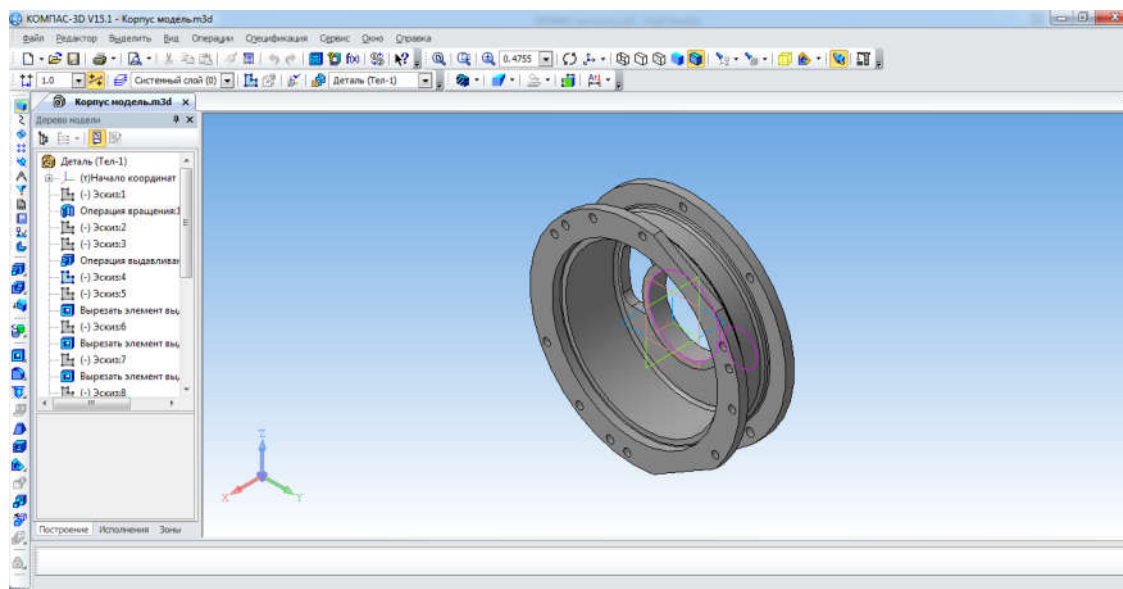 КОМПАС-3D V15.1 - Корпус модель.m3d
Файл Редактор Выделить Вид Операции Спецификация Сервис Окно Справка
0.4755
1.0 Системный слой (0) Деталь (Тел-1)
Корпус модель.m3d
Дерево модели
Деталь (Тел-1)
(т)Начало координат
(-) Эскиз:1
Операция вращения:1
(-) Эскиз:2
(-) Эскиз:3
Операция выдавливан
(-) Эскиз:4
(-) Эскиз:5
Вырезать элемент вы
(-) Эскиз:6
Вырезать элемент вы
(-) Эскиз:7
Вырезать элемент вы
(-) Эскиз:8
Z
X
Y
Построение Исполнения Зоны